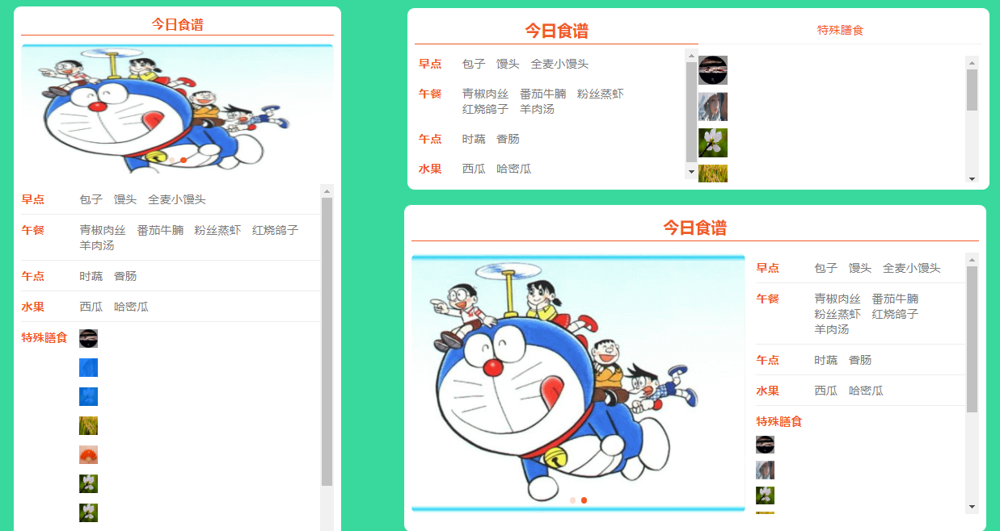 今日食谱
早点 包子 馒头 全麦小馒头
午餐 青椒肉丝 番茄牛腩 粉丝蒸虾 红烧鸽子
羊肉汤
午点 时蔬 香肠
水果 西瓜 哈密瓜
特殊膳食
今日食谱 特殊膳食
早点 包子 馒头 全麦小馒头
午餐 青椒肉丝 番茄牛腩 粉丝蒸虾
红烧鸽子 羊肉汤
午点 时蔬 香肠
水果 西瓜 哈密瓜
今日食谱
早点 包子 馒头 全麦小馒头
午餐 青椒肉丝 番茄牛腩
粉丝蒸虾 红烧鸽子
羊肉汤
午点 时蔬 香肠
水果 西瓜 哈密瓜
特殊膳食